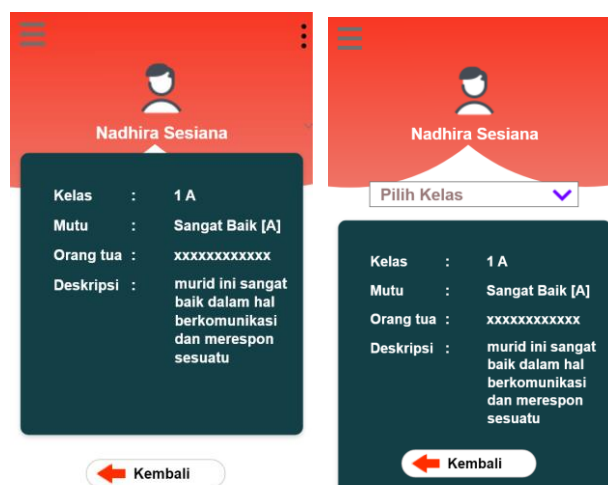 Nadhira Sesiana
Kelas : 1 A
Mutu : Sangat Baik [A]
Orang tua : xxxxxxxxxxxx
Deskripsi : murid ini sangat
baik dalam hal
berkomunikasi
dan merespon
sesuatu
Kembali
Nadhira Sesiana
Pilih Kelas
Kelas : 1 A
Mutu : Sangat Baik [A]
Orang tua : xxxxxxxxxxxx
Deskripsi : murid ini sangat
baik dalam hal
berkomunikasi
dan merespon
sesuatu
Kembali